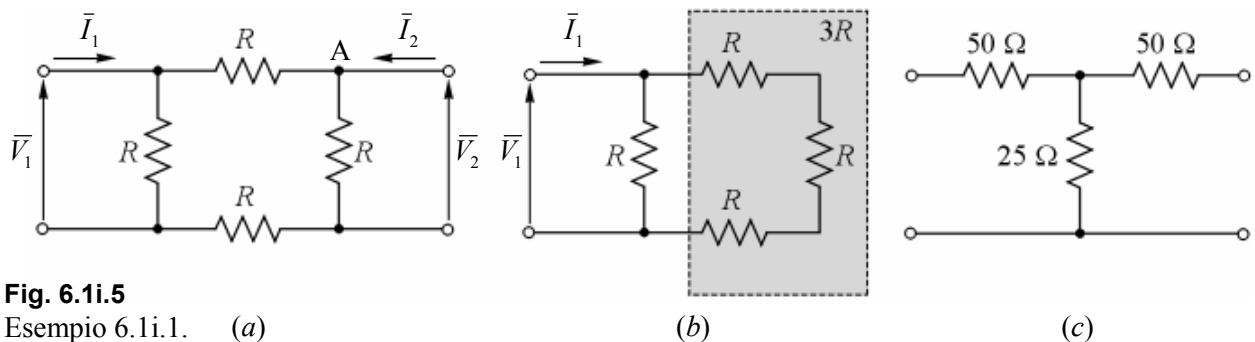 Ī₁ R A Ī₂
V̄₁ R R V̄₂
R
Ī₁ R 3R
V̄₁ R R
R
50 Ω 50 Ω
25 Ω
Fig. 6.1i.5
Esempio 6.1i.1. (a) (b) (c)